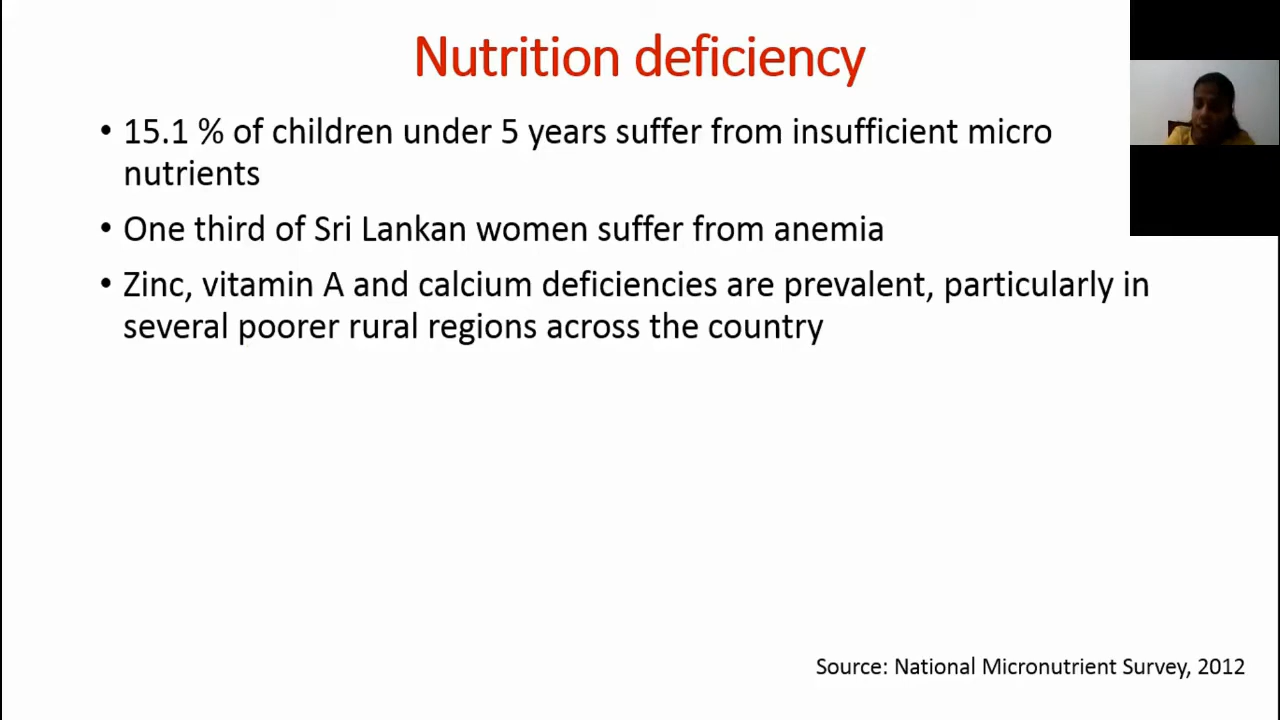 Nutrition deficiency
• 15.1 % of children under 5 years suffer from insufficient micro
nutrients
• One third of Sri Lankan women suffer from anemia
• Zinc, vitamin A and calcium deficiencies are prevalent, particularly in
several poorer rural regions across the country
Source: National Micronutrient Survey, 2012